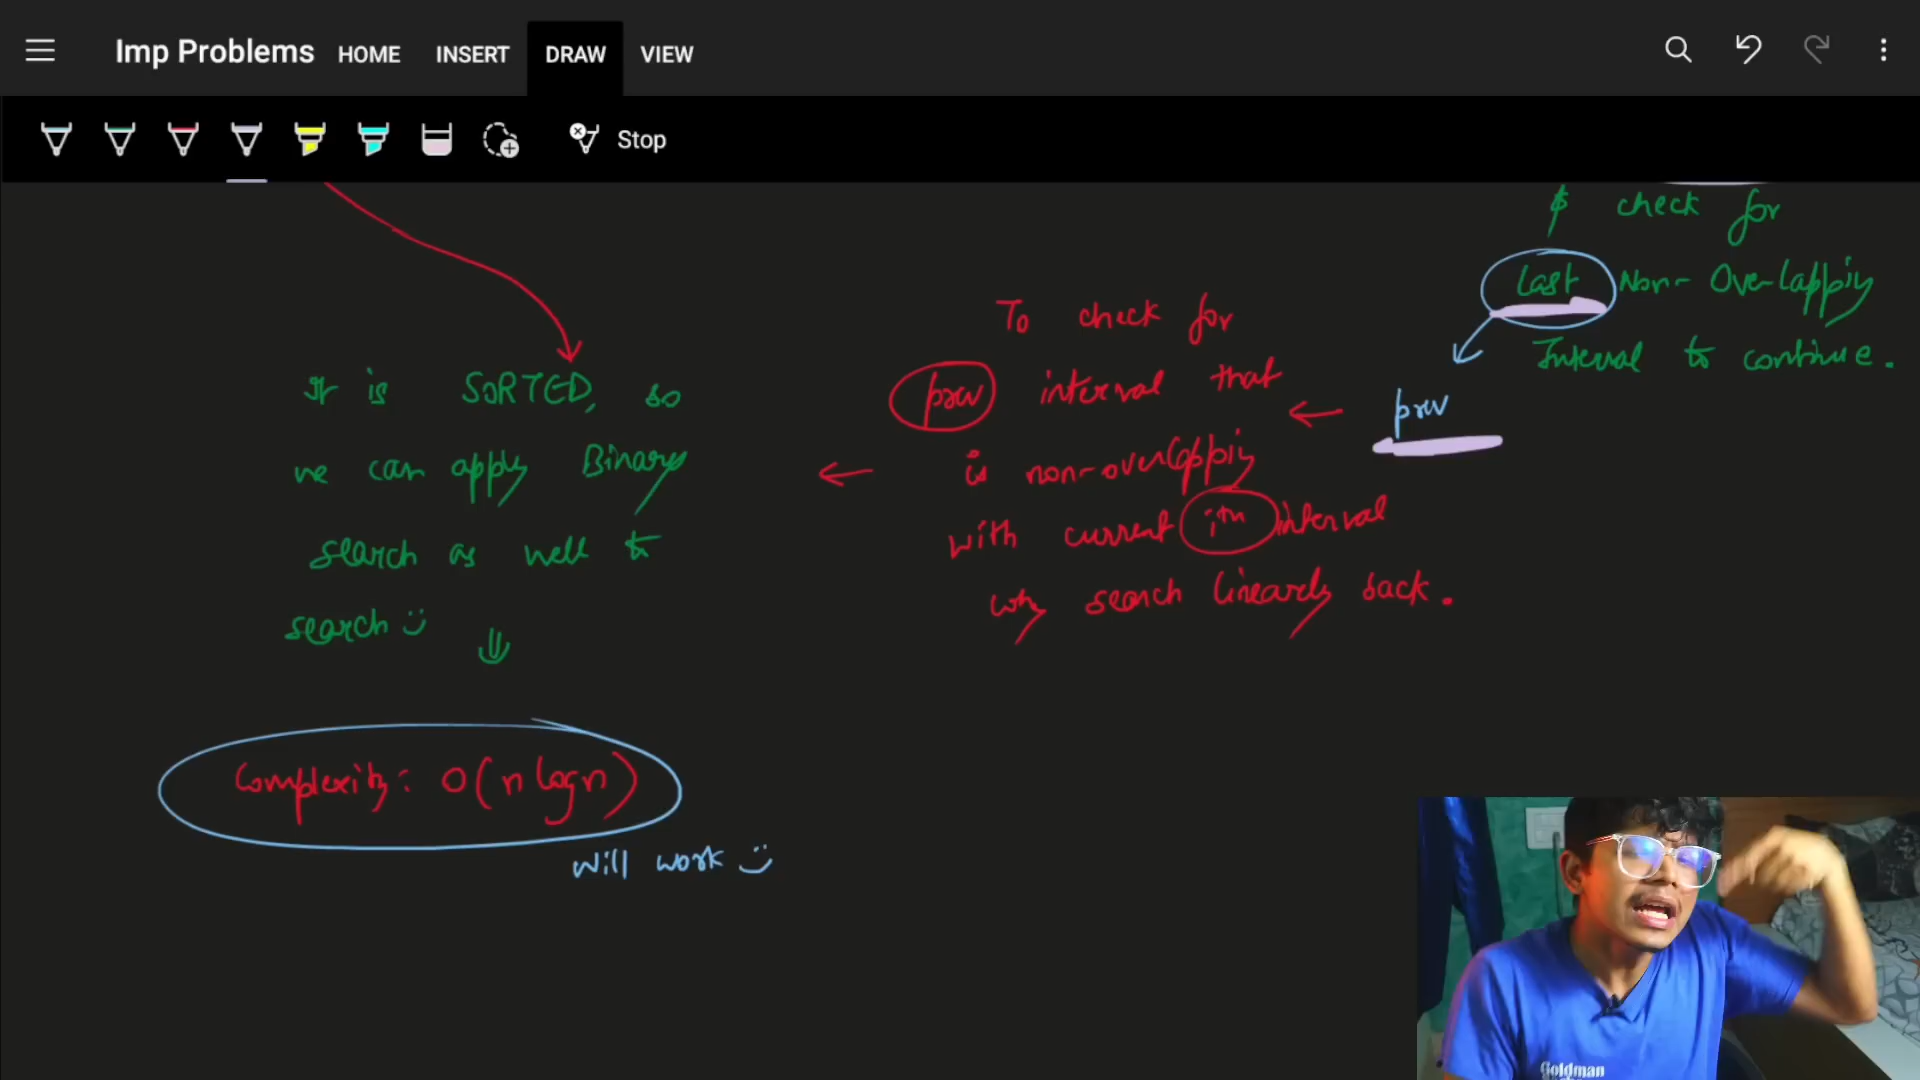 Imp Problems HOME INSERT DRAW VIEW
Stop
$ check for
Last Non-Overlapping
Interval to continue.
prev
To check for
prev interval that
is non-overlapping
with current ith interval
why search linearly back.
It is SORTED, so
we can apply Binary
search as well to
search
Complexity: O(n logn)
will work
Goldman